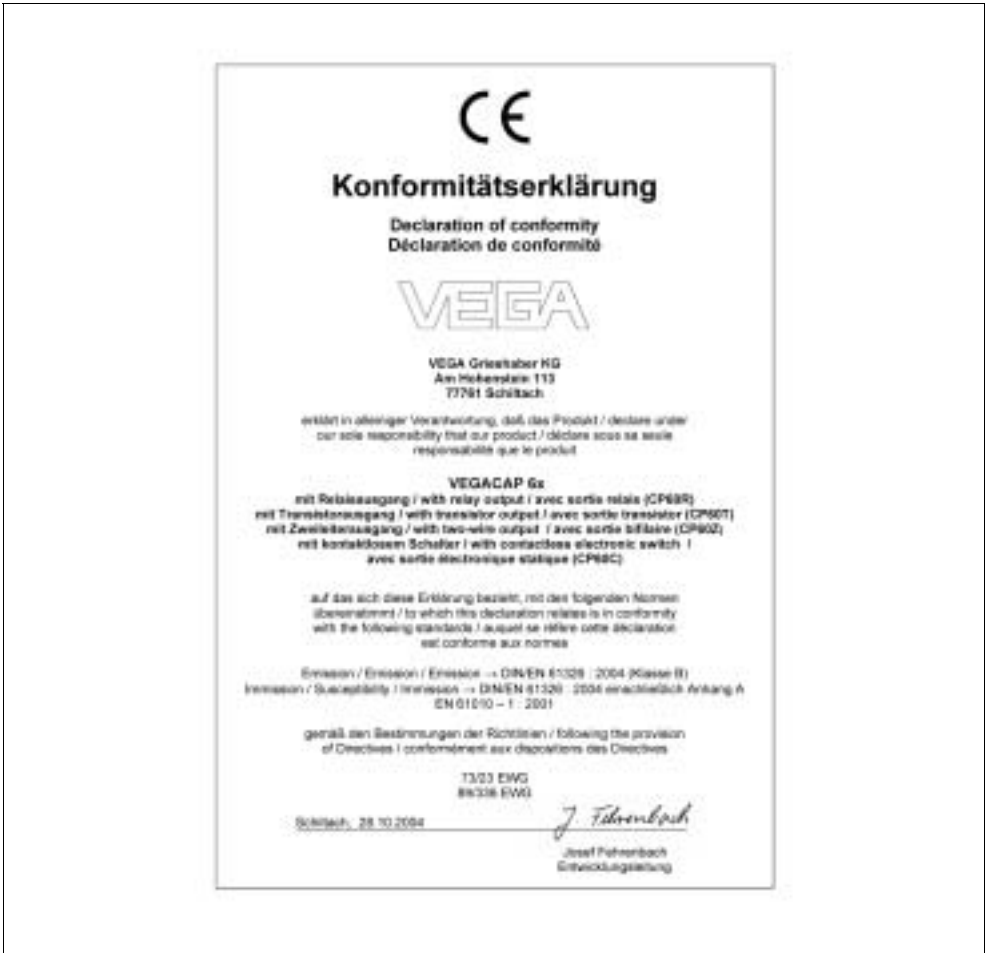 CE
Konformitätserklärung
Declaration of conformity
Déclaration de conformité
VEGA
VEGA Grieshaber KG
Am Hohenstein 113
77761 Schiltach
erklärt in alleiniger Verantwortung, daß das Produkt / declare under
our sole responsibility that our product / déclare sous sa seule
responsabilité que le produit
VEGACAP 6x
mit Relaisausgang / with relay output / avec sortie relais (CP60R)
mit Transistorausgang / with transistor output / avec sortie transistor (CP60T)
mit Zweileiterausgang / with two-wire output / avec sortie bifilaire (CP60Z)
mit kontaktlosem Schalter / with contactless electronic switch /
avec sortie électronique statique (CP60C)
auf das sich diese Erklärung bezieht, mit den folgenden Normen
übereinstimmt / to which this declaration relates is in conformity
with the following standards / auquel se réfère cette déclaration
est conforme aux normes
Emission / Emission / Emission → DIN/EN 61326 : 2004 (Klasse B)
Immission / Susceptibility / Immission → DIN/EN 61326 : 2004 einschließlich Anhang A
EN 61010 – 1 : 2001
gemäß den Bestimmungen der Richtlinien / following the provision
of Directives / conformément aux dispositions des Directives
73/23 EWG
89/336 EWG
Schiltach, 28.10.2004
J. Fehrenbach
Josef Fehrenbach
Entwicklungsleitung